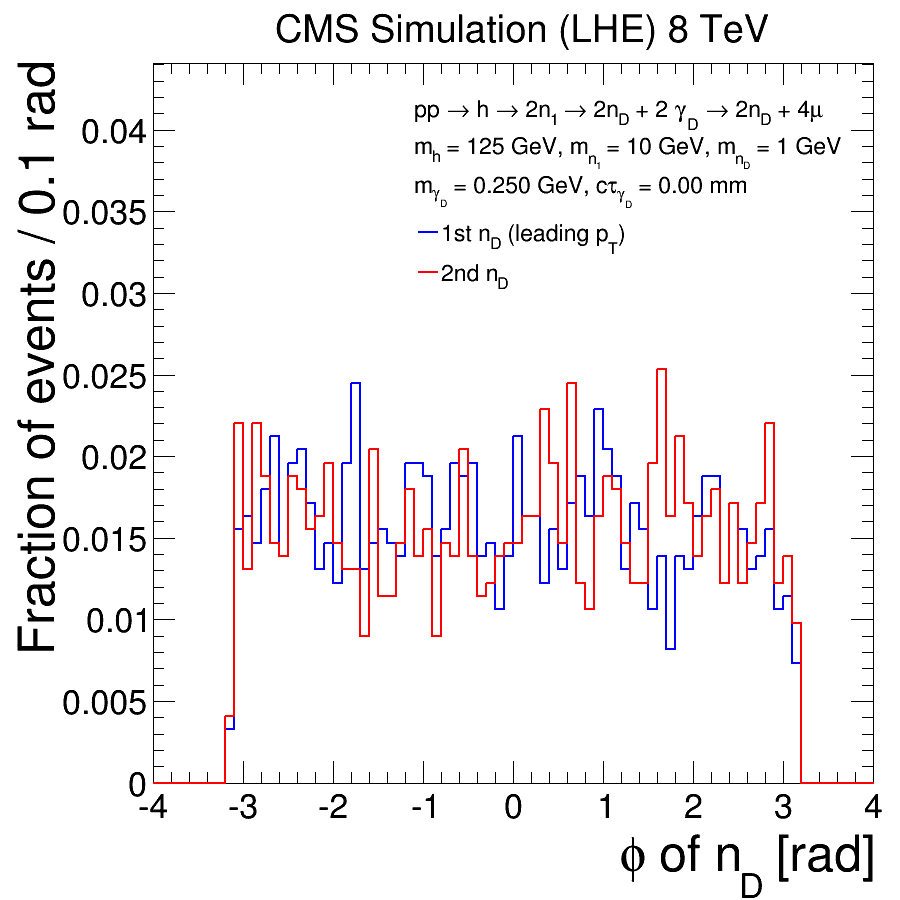 CMS Simulation (LHE) 8 TeV
Fraction of events / 0.1 rad
0.04
0.035
0.03
0.025
0.02
0.015
0.01
0.005
0
pp → h → 2n1 → 2nD + 2 γD → 2nD + 4μ
mh = 125 GeV, mn1 = 10 GeV, mnD = 1 GeV
mγD = 0.250 GeV, cτγD = 0.00 mm
1st nD (leading pT)
2nd nD
-4 -3 -2 -1 0 1 2 3 4
ϕ of nD [rad]